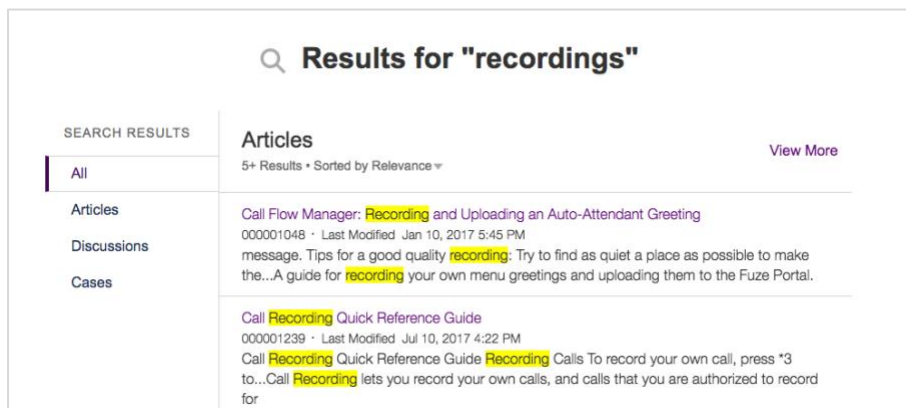 Results for "recordings"
SEARCH RESULTS
All
Articles
Discussions
Cases
Articles
5+ Results • Sorted by Relevance
View More
Call Flow Manager: Recording and Uploading an Auto-Attendant Greeting
000001048 · Last Modified Jan 10, 2017 5:45 PM
message. Tips for a good quality recording: Try to find as quiet a place as possible to make
the...A guide for recording your own menu greetings and uploading them to the Fuze Portal.
Call Recording Quick Reference Guide
000001239 · Last Modified Jul 10, 2017 4:22 PM
Call Recording Quick Reference Guide Recording Calls To record your own call, press *3
to...Call Recording lets you record your own calls, and calls that you are authorized to record
for